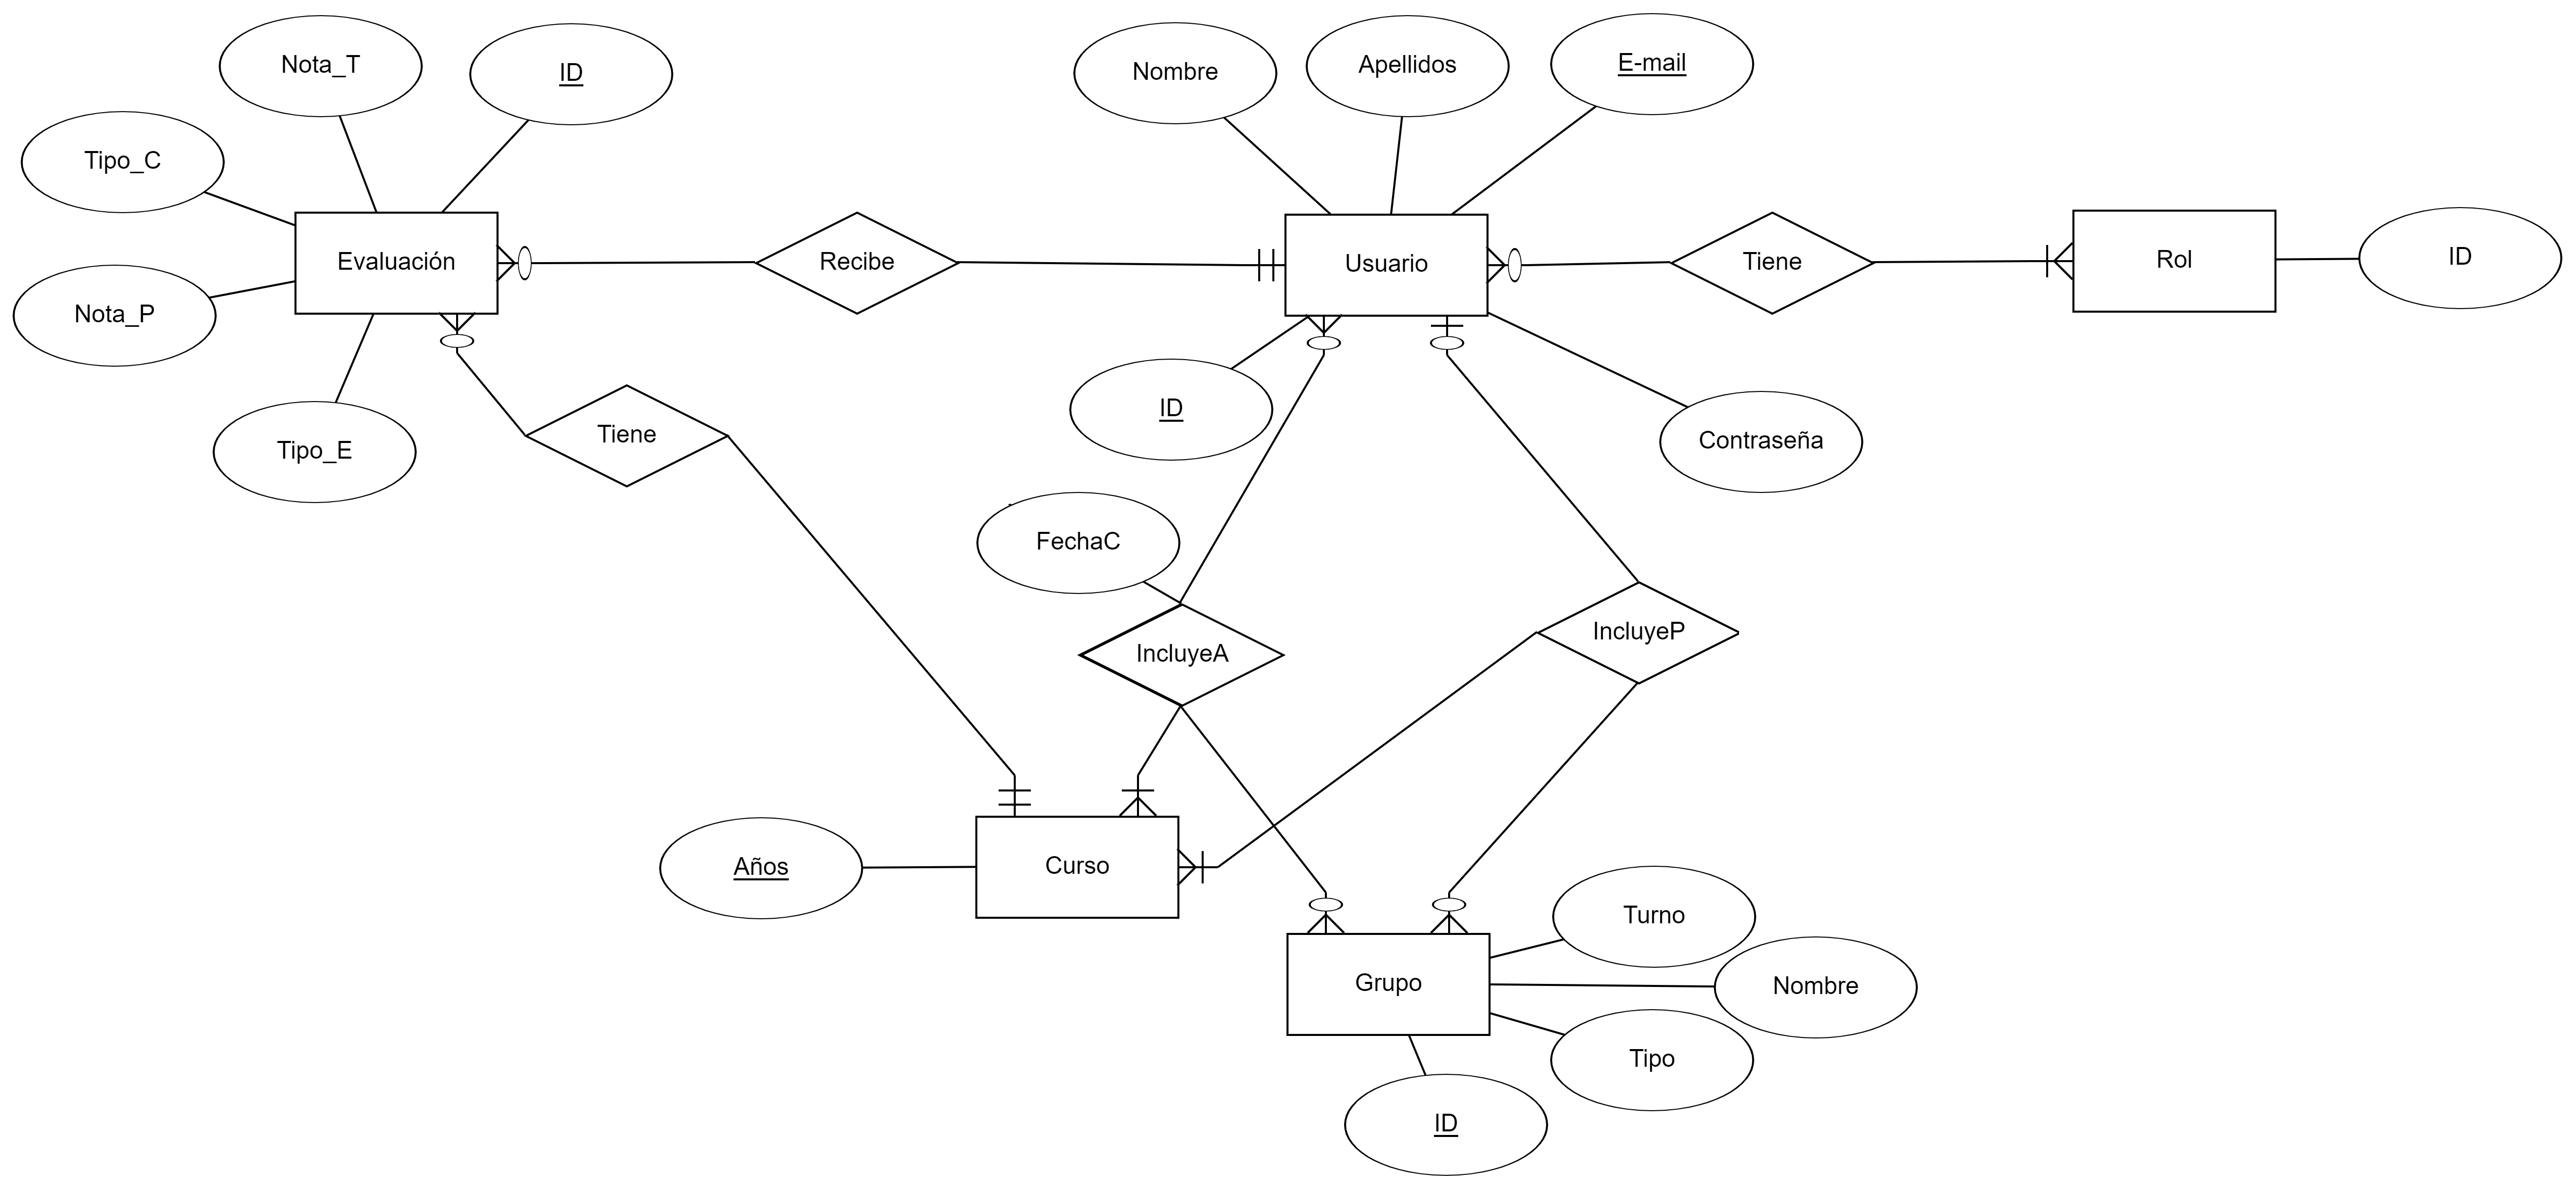 Nota_T
ID
Nombre
Apellidos
E-mail
Tipo_C
Evaluación
Recibe
Usuario
Tiene
Rol
ID
Nota_P
Tipo_E
Tiene
ID
Contraseña
FechaC
IncluyeA
IncluyeP
Años
Curso
Turno
Grupo
Nombre
Tipo
ID